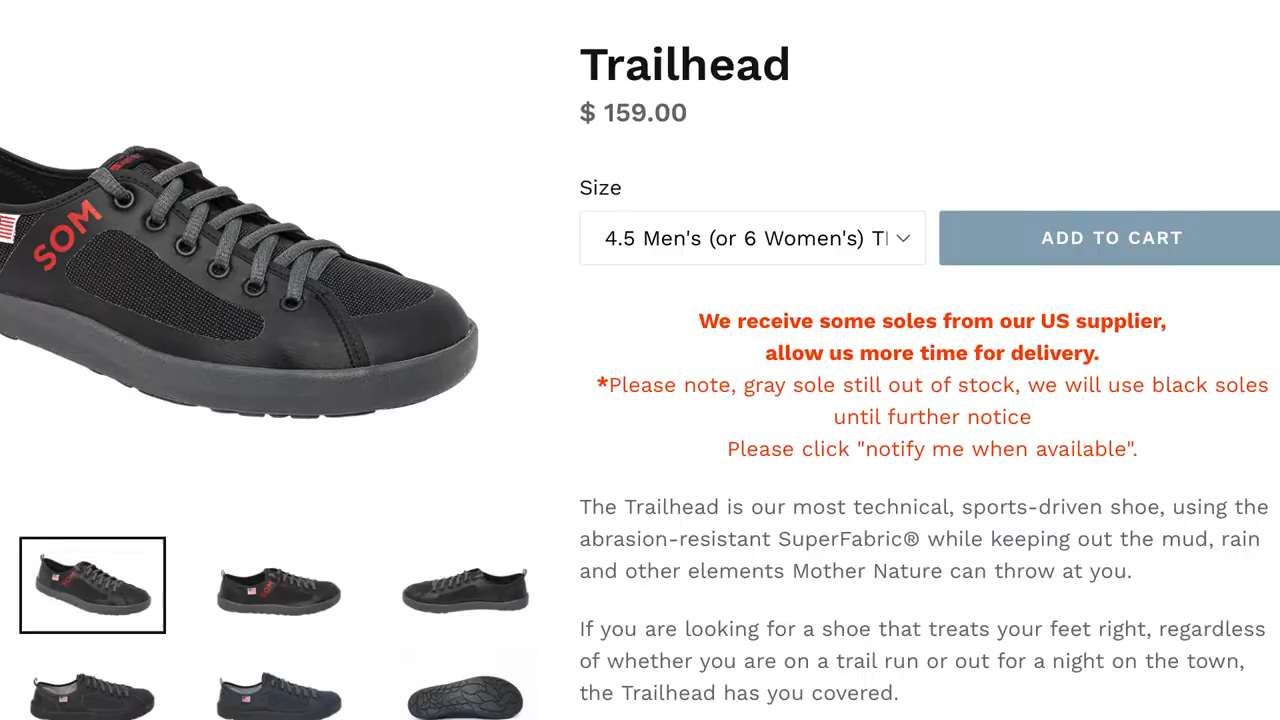 Trailhead
$ 159.00
Size
4.5 Men's (or 6 Women's) T
ADD TO CART
SOM
We receive some soles from our US supplier,
allow us more time for delivery.
*Please note, gray sole still out of stock, we will use black soles
until further notice
Please click "notify me when available".
The Trailhead is our most technical, sports-driven shoe, using the
abrasion-resistant SuperFabric® while keeping out the mud, rain
and other elements Mother Nature can throw at you.
If you are looking for a shoe that treats your feet right, regardless
of whether you are on a trail run or out for a night on the town,
the Trailhead has you covered.